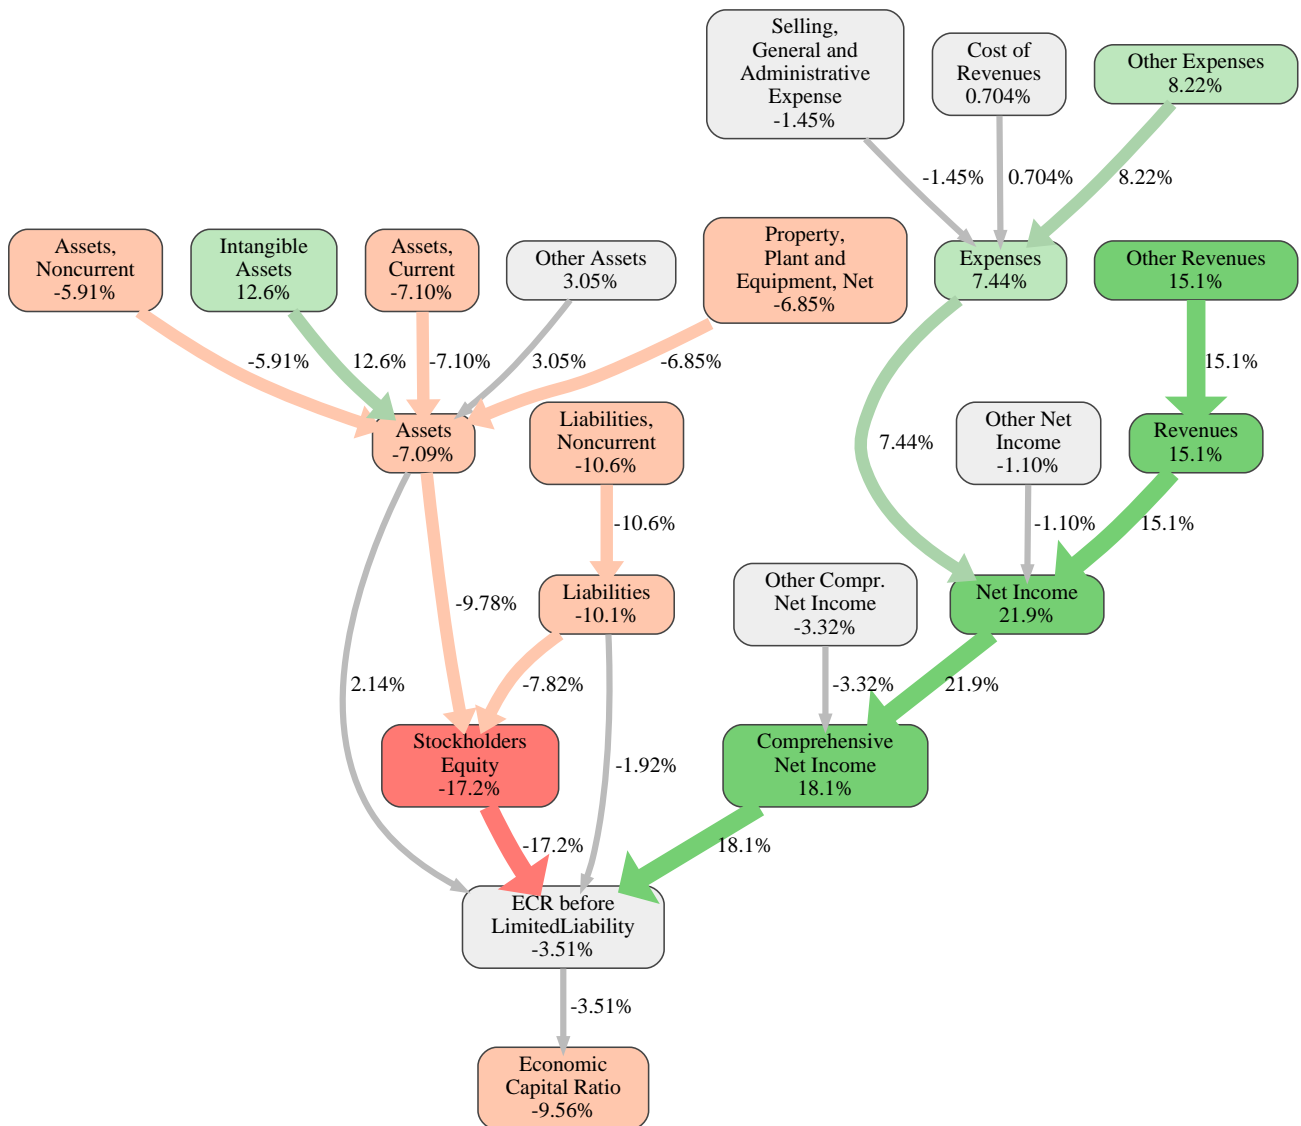 Selling,
General and
Administrative
Expense
-1.45%
Cost of
Revenues
0.704%
Other Expenses
8.22%
-1.45%
0.704%
8.22%
Assets,
Noncurrent
-5.91%
Intangible
Assets
12.6%
Assets,
Current
-7.10%
Other Assets
3.05%
Property,
Plant and
Equipment, Net
-6.85%
Expenses
7.44%
Other Revenues
15.1%
-5.91%
12.6%
-7.10%
3.05%
-6.85%
15.1%
Assets
-7.09%
Liabilities,
Noncurrent
-10.6%
7.44%
Other Net
Income
-1.10%
Revenues
15.1%
-10.6%
-1.10%
15.1%
-9.78%
Liabilities
-10.1%
Other Compr.
Net Income
-3.32%
Net Income
21.9%
2.14%
-7.82%
-3.32%
21.9%
Stockholders
Equity
-17.2%
-1.92%
Comprehensive
Net Income
18.1%
-17.2%
18.1%
ECR before
LimitedLiability
-3.51%
-3.51%
Economic
Capital Ratio
-9.56%